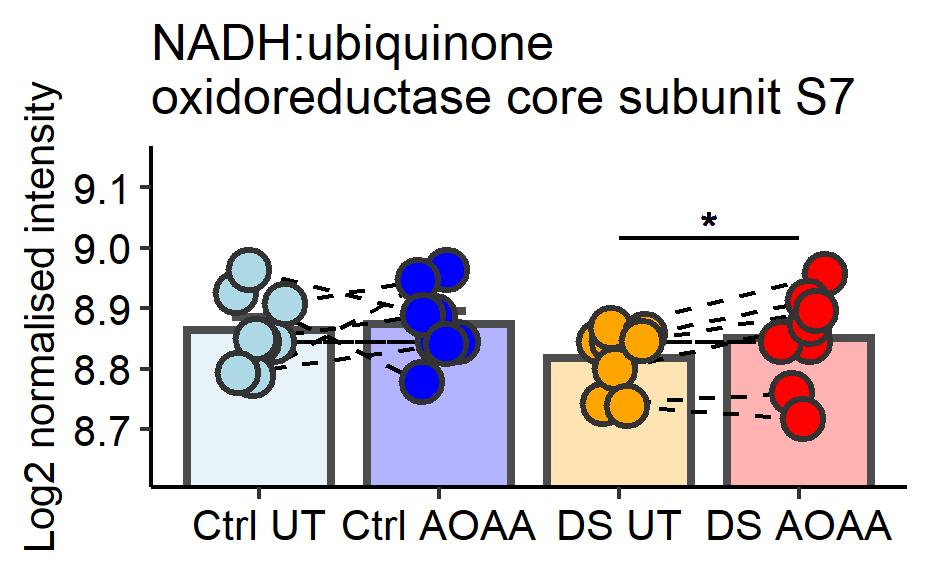 NADH:ubiquinone
oxidoreductase core subunit S7
Log2 normalised intensity
9.1
9.0
8.9
8.8
8.7
*
Ctrl UT Ctrl AOAA DS UT DS AOAA